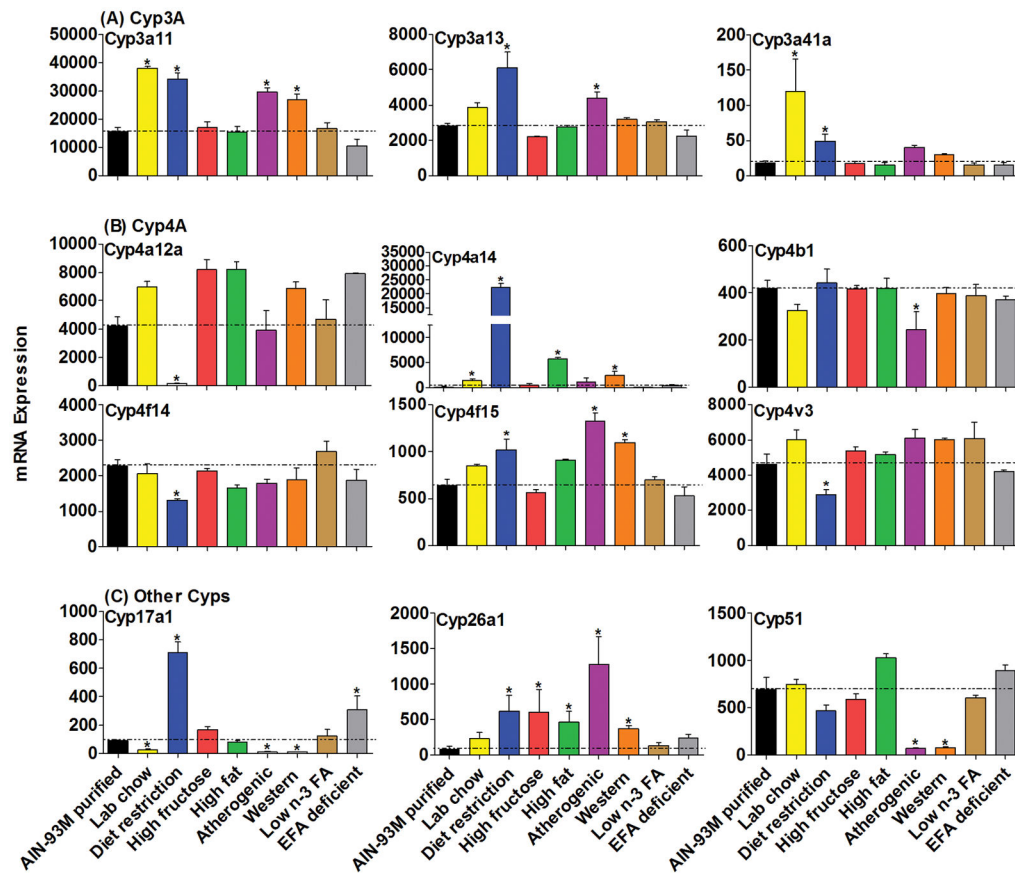 (A) Cyp3A
Cyp3a11
50000
40000
30000
20000
10000
0
*
*
*
*
Cyp3a13
8000
6000
4000
2000
0
*
*
Cyp3a41a
200
150
100
50
0
*
*
mRNA Expression
(B) Cyp4A
Cyp4a12a
10000
8000
6000
4000
2000
0
*
Cyp4a14
35000
30000
25000
20000
15000
10000
10000
5000
0
*
*
*
*
Cyp4b1
600
400
200
0
*
Cyp4f14
4000
3000
2000
1000
0
*
Cyp4f15
1500
1000
500
0
*
*
*
Cyp4v3
8000
6000
4000
2000
0
*
(C) Other Cyps
Cyp17a1
1000
800
600
400
200
0
*
*
*
*
*
Cyp26a1
2000
1500
1000
500
0
*
*
*
*
*
Cyp51
1500
1000
500
0
*
*
AIN-93M purified
Lab chow
Diet restriction
High fructose
High fat
Atherogenic
Western
Low n-3 FA
EFA deficient
AIN-93M purified
Lab chow
Diet restriction
High fructose
High fat
Atherogenic
Western
Low n-3 FA
EFA deficient
AIN-93M purified
Lab chow
Diet restriction
High fructose
High fat
Atherogenic
Western
Low n-3 FA
EFA deficient